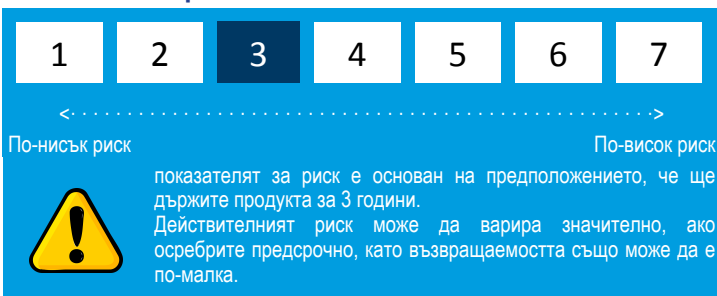 1 2 3 4 5 6 7
<· · · · · · · · · · · · · · · · · · · · · · · · · · · · · · · · · · · · · · · · · · · · · · · · · · · · · · ·>
По-нисък риск По-висок риск
показателят за риск е основан на предположението, че ще
държите продукта за 3 години.
Действителният риск може да варира значително, ако
осребрите предсрочно, като възвращаемостта също може да е
по-малка.